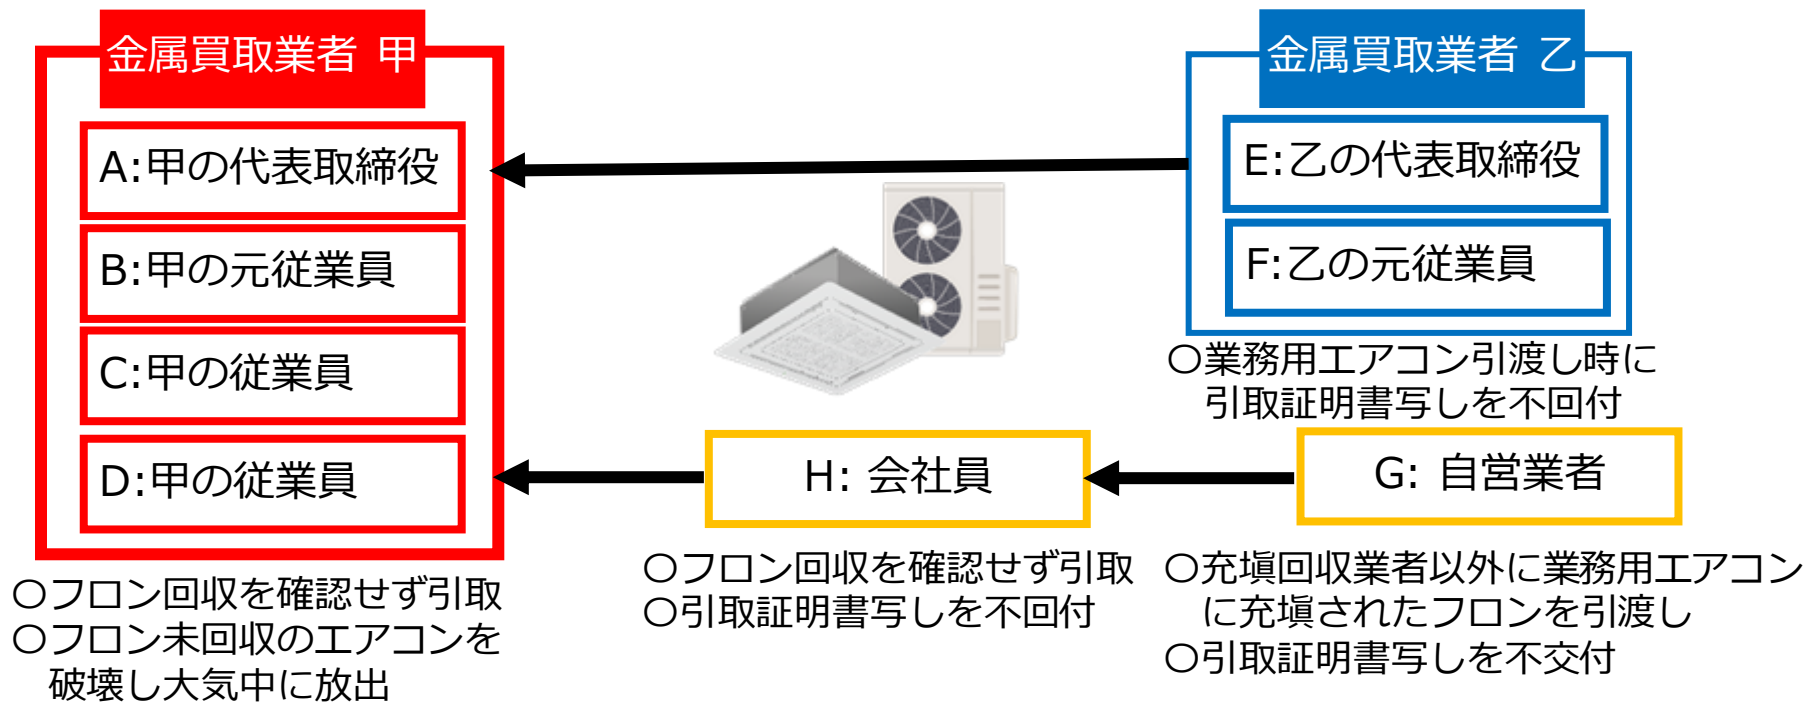 金属買取業者 甲
A:甲の代表取締役
B:甲の元従業員
C:甲の従業員
D:甲の従業員
〇フロン回収を確認せず引取
〇フロン未回収のエアコンを
破壊し大気中に放出
金属買取業者 乙
E:乙の代表取締役
F:乙の元従業員
〇業務用エアコン引渡し時に
引取証明書写しを不回付
H: 会社員
〇フロン回収を確認せず引取
〇引取証明書写しを不回付
G: 自営業者
〇充塡回収業者以外に業務用エアコン
に充塡されたフロンを引渡し
〇引取証明書写しを不交付